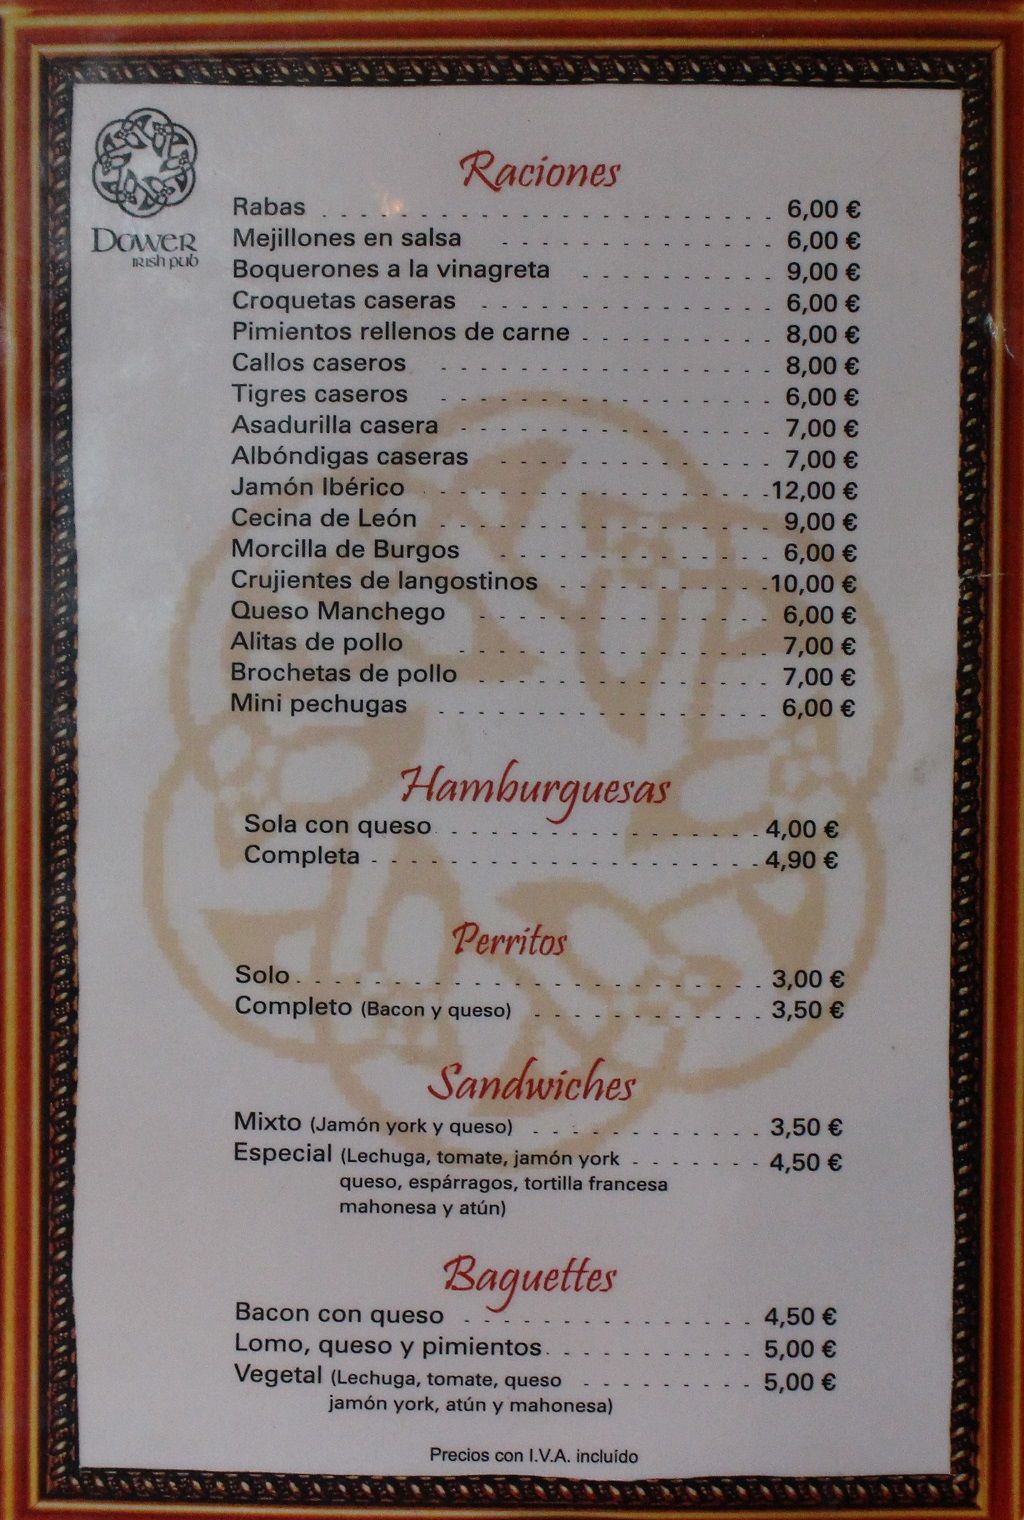 Dower
Irish pub
Raciones
Rabas 6,00 €
Mejillones en salsa 6,00 €
Boquerones a la vinagreta 9,00 €
Croquetas caseras 6,00 €
Pimientos rellenos de carne 8,00 €
Callos caseros 8,00 €
Tigres caseros 6,00 €
Asadurilla casera 7,00 €
Albóndigas caseras 7,00 €
Jamón Ibérico 12,00 €
Cecina de León 9,00 €
Morcilla de Burgos 6,00 €
Crujientes de langostinos 10,00 €
Queso Manchego 6,00 €
Alitas de pollo 7,00 €
Brochetas de pollo 7,00 €
Mini pechugas 6,00 €
Hamburguesas
Sola con queso 4,00 €
Completa 4,90 €
Perritos
Solo 3,00 €
Completo (Bacon y queso) 3,50 €
Sandwiches
Mixto (Jamón york y queso) 3,50 €
Especial (Lechuga, tomate, jamón york 4,50 €
queso, espárragos, tortilla francesa
mahonesa y atún)
Baguettes
Bacon con queso 4,50 €
Lomo, queso y pimientos 5,00 €
Vegetal (Lechuga, tomate, queso 5,00 €
jamón york, atún y mahonesa)
Precios con I.V.A. incluído